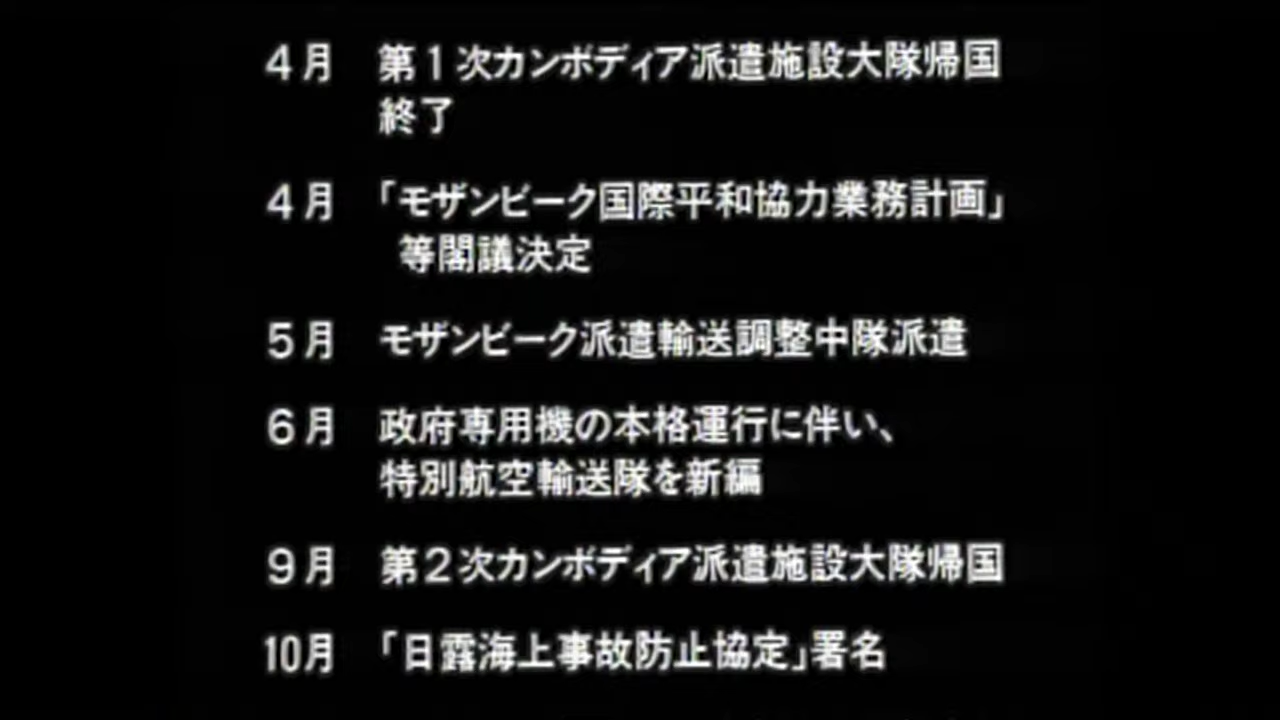 4月 第1次カンボディア派遣施設大隊帰国
終了
4月 「モザンビーク国際平和協力業務計画」
等閣議決定
5月 モザンビーク派遣輸送調整中隊派遣
6月 政府専用機の本格運行に伴い、
特別航空輸送隊を新編
9月 第2次カンボディア派遣施設大隊帰国
10月 「日露海上事故防止協定」署名